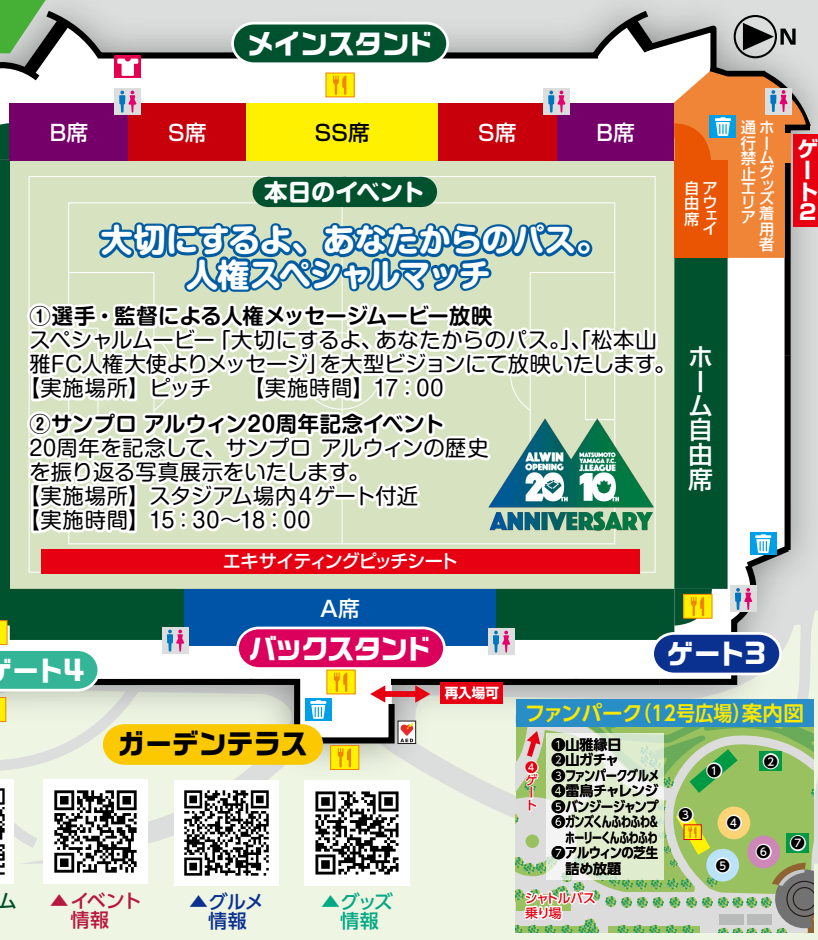 メインスタンド
N
B席
S席
SS席
S席
B席
ホームグッズ着用者
通行禁止エリア
ゲート2
アウェイ
自由席
本日のイベント
大切にするよ、あなたからのパス。
人権スペシャルマッチ
①選手・監督による人権メッセージムービー放映
スペシャルムービー「大切にするよ、あなたからのパス。」、「松本山
雅FC人権大使よりメッセージ」を大型ビジョンにて放映いたします。
【実施場所】ピッチ 【実施時間】17:00
②サンプロ アルウィン20周年記念イベント
20周年を記念して、サンプロ アルウィンの歴史
を振り返る写真展示をいたします。
【実施場所】スタジアム場内4ゲート付近
【実施時間】15:30〜18:00
ALWIN
OPENING
20TH
MATSUMOTO
YAMAGA F.C.
J.LEAGUE
10TH
ANNIVERSARY
ホーム自由席
エキサイティングピッチシート
A席
バックスタンド
ゲート4
ゲート3
再入場可
AED
ガーデンテラス
ファンパーク(12号広場)案内図
❹ゲート
❶山雅縁日
❷山ガチャ
❸ファンパークグルメ
❹雷鳥チャレンジ
❺バンジージャンプ
❻ガンズくんふわふわ&
ホーリーくんふわふわ
❼アルウィンの芝生
詰め放題
❶
❷
❸
❹
❺
❻
❼
シャトルバス
乗り場
ム
▲イベント
情報
▲グルメ
情報
▲グッズ
情報